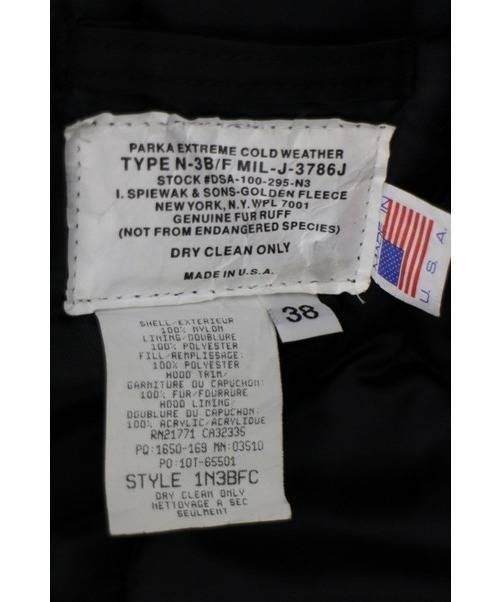 PARKA EXTREME COLD WEATHER
TYPE N-3B/F MIL-J-3786J
STOCK #DSA-100-295-N3
I. SPIEWAK & SONS-GOLDEN FLEECE
NEW YORK, N.Y. WPL 7001
GENUINE FUR RUFF
(NOT FROM ENDANGERED SPECIES)
DRY CLEAN ONLY
MADE IN U.S.A.
MADE IN
U. S. A.
38
SHELL/EXTERIEUR
100% NYLON
LINING/DOUBLURE
100% POLYESTER
FILL/REMPLISSAGE:
100% POLYESTER
HOOD TRIM/
GARNITURE DU CAPUCHON:
100% FUR/FOURRURE
HOOD LINING/
DOUBLURE DU CAPUCHON:
100% ACRYLIC/ACRYLIQUE
RN21771 CA32335
PQ:1650-169 MN:03510
PO:10T-65501
STYLE 1N3BFC
DRY CLEAN ONLY
NETTOYAGE A SEC
SEULMENT